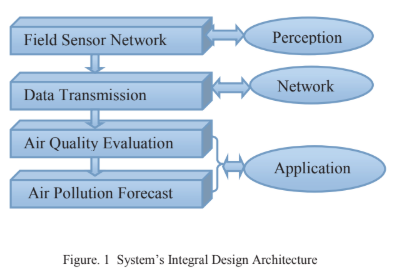 Field Sensor Network
Perception
Data Transmission
Network
Air Quality Evaluation
Application
Air Pollution Forecast
Figure. 1 System's Integral Design Architecture